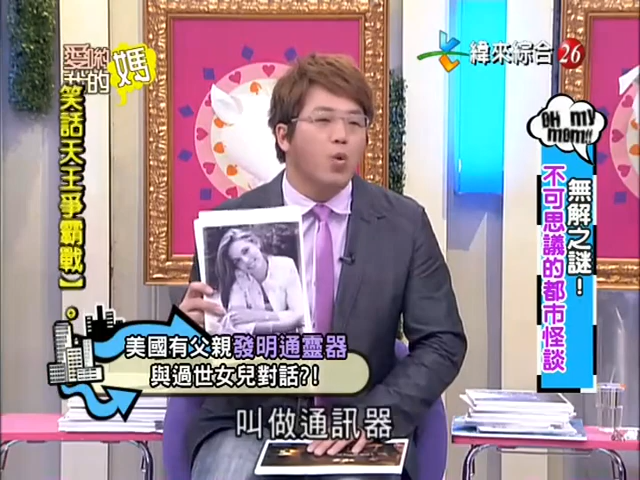 愛喲
我的媽
緯來綜合 26
OH my mom!!
無解之謎！
不可思議的都市怪談
笑話天王爭霸戰】。
美國有父親發明通靈器
與過世女兒對話?!
叫做通訊器